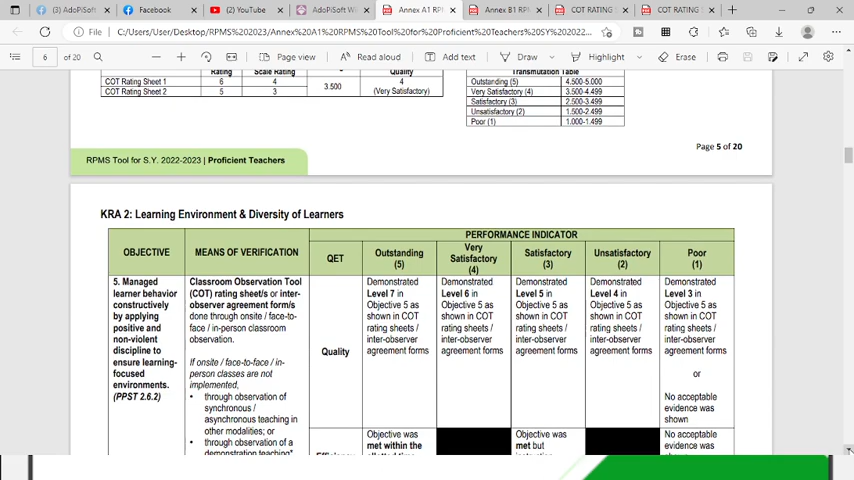 (3) AdoPiSoft
Facebook
(2) YouTube
AdoPiSoft W
Annex A1 RP
Annex B1 RP
COT RATING
COT RATING
File
C:/Users/User/Desktop/RPMS%202023/Annex%20A1%20RPMS%20Tool%20for%20Proficient%20Teachers%20SY%202022...
6
of 20
Page view
Read aloud
Add text
Draw
Highlight
Erase
Rating
Scale Rating
Quality
COT Rating Sheet 1
6
4
3.500
4
COT Rating Sheet 2
5
3
(Very Satisfactory)
Transmutation Table
Outstanding (5)
4.500-5.000
Very Satisfactory (4)
3.500-4.499
Satisfactory (3)
2.500-3.499
Unsatisfactory (2)
1.500-2.499
Poor (1)
1.000-1.499
Page 5 of 20
RPMS Tool for S.Y. 2022-2023 | Proficient Teachers
KRA 2: Learning Environment & Diversity of Learners
OBJECTIVE
MEANS OF VERIFICATION
PERFORMANCE INDICATOR
QET
Outstanding
(5)
Very
Satisfactory
(4)
Satisfactory
(3)
Unsatisfactory
(2)
Poor
(1)
5. Managed
learner behavior
constructively
by applying
positive and
non-violent
discipline to
ensure learning-
focused
environments.
(PPST 2.6.2)
Classroom Observation Tool
(COT) rating sheet/s or inter-
observer agreement form/s
done through onsite / face-to-
face / in-person classroom
observation.
If onsite / face-to-face / in-
person classes are not
implemented,
• through observation of
synchronous /
asynchronous teaching in
other modalities; or
• through observation of a
demonstration teaching*
Quality
Demonstrated
Level 7 in
Objective 5 as
shown in COT
rating sheets /
inter-observer
agreement forms
Demonstrated
Level 6 in
Objective 5 as
shown in COT
rating sheets /
inter-observer
agreement forms
Demonstrated
Level 5 in
Objective 5 as
shown in COT
rating sheets /
inter-observer
agreement forms
Demonstrated
Level 4 in
Objective 5 as
shown in COT
rating sheets /
inter-observer
agreement forms
Demonstrated
Level 3 in
Objective 5 as
shown in COT
rating sheets /
inter-observer
agreement forms
or
No acceptable
evidence was
shown
Efficiency
Objective was
met within the
allotted time
Objective was
met but
instruction
No acceptable
evidence was